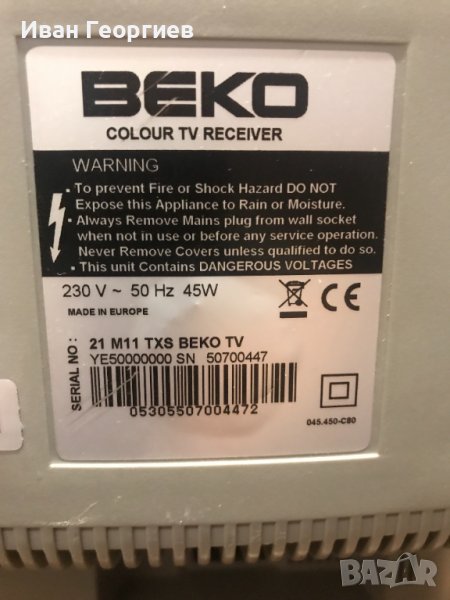 Иван Георгиев
BEKO
COLOUR TV RECEIVER
WARNING
• To prevent Fire or Shock Hazard DO NOT
Expose this Appliance to Rain or Moisture.
• Always Remove Mains plug from wall socket
when not in use or before any service operation.
Never Remove Covers unless qualified to do so.
• This unit Contains DANGEROUS VOLTAGES
230 V ~ 50 Hz 45W
CE
MADE IN EUROPE
SERIAL NO :
21 M11 TXS BEKO TV
YE50000000 SN 50700447
05305507004472
045.450-C80
BAZAR